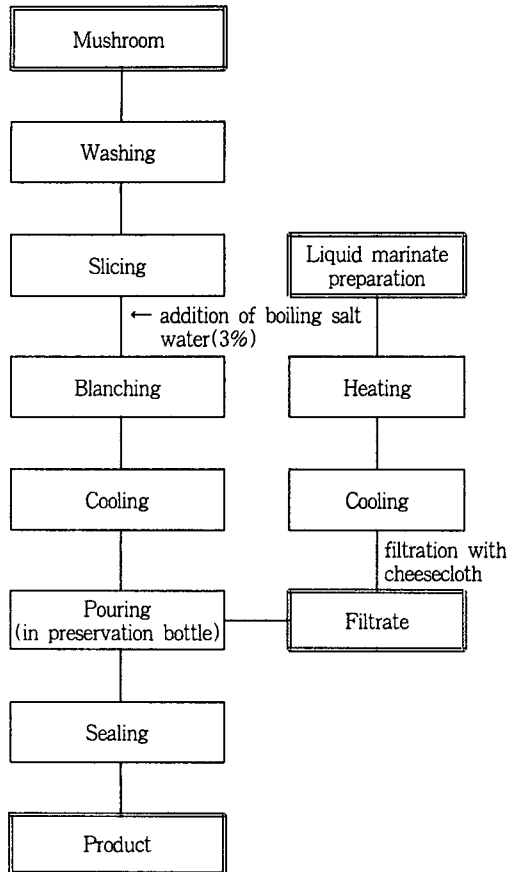 Mushroom
Washing
Slicing
Liquid marinate
preparation
← addition of boiling salt
water(3%)
Blanching
Heating
Cooling
Cooling
filtration with
cheesecloth
Pouring
(in preservation bottle)
Filtrate
Sealing
Product